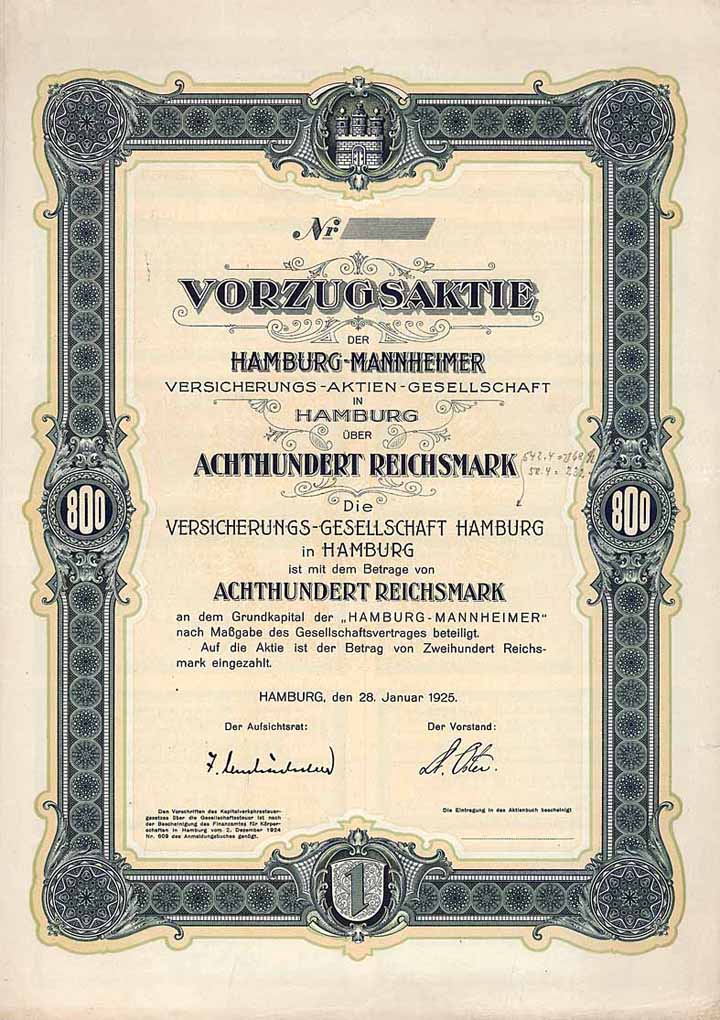 Nr.
VORZUGSAKTIE
DER
HAMBURG-MANNHEIMER
VERSICHERUNGS-AKTIEN-GESELLSCHAFT
IN
HAMBURG
ÜBER
ACHTHUNDERT REICHSMARK
800
800
Die
VERSICHERUNGS-GESELLSCHAFT HAMBURG
in HAMBURG
ist mit dem Betrage von
ACHTHUNDERT REICHSMARK
an dem Grundkapital der „HAMBURG-MANNHEIMER"
nach Maßgabe des Gesellschaftsvertrages beteiligt.
Auf die Aktie ist der Betrag von Zweihundert Reichs-
mark eingezahlt.
HAMBURG, den 28. Januar 1925.
Der Aufsichtsrat:
Der Vorstand:
Den Vorschriften des Kapitalverkehrsteuer-
gesetzes über die Gesellschaftsteuer ist nach
der Bescheinigung des Finanzamtes für Körper-
schaften in Hamburg vom 2. Dezember 1924
Nr. 609 des Anmeldungsbuches genügt.
Die Eintragung in das Aktienbuch bescheinigt
1